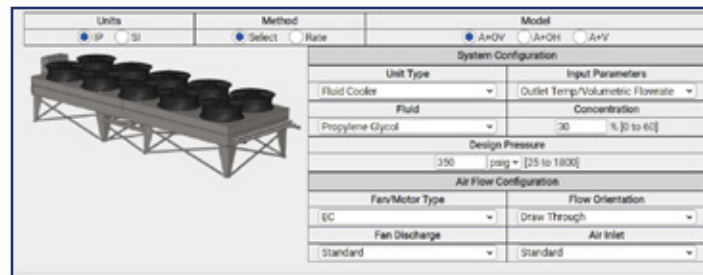 Units Method Model
IP SI Select Rate A+DV A+DH A+V
System Configuration
Unit Type Input Parameters
Fluid Cooler Outlet Temp/Volumetric Flowrate
Fluid Concentration
Propylene Glycol 30 % [0 to 60]
Design Pressure
350 psig [25 to 1800]
Air Flow Configuration
Fan/Motor Type Flow Orientation
EC Draw Through
Fan Discharge Air Inlet
Standard Standard